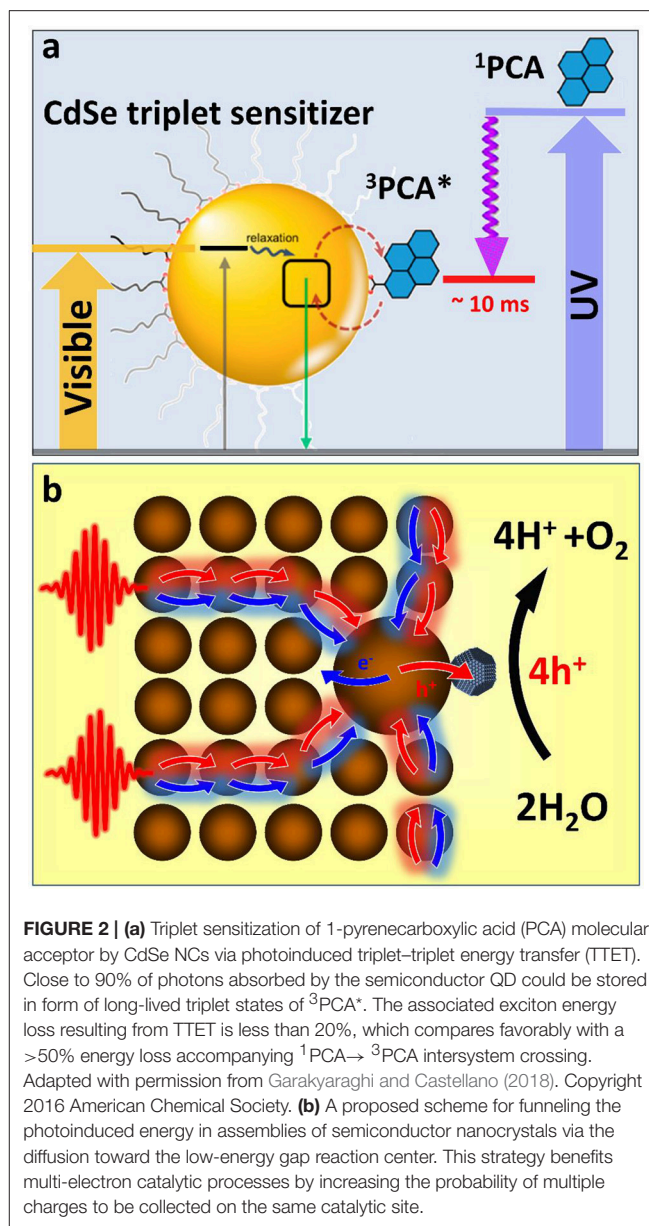 a
¹PCA
CdSe triplet sensitizer
³PCA*
relaxation
~ 10 ms
Visible
UV
b
4H⁺ +O₂
e⁻
h⁺
4h⁺
2H₂O
FIGURE 2 | (a) Triplet sensitization of 1-pyrenecarboxylic acid (PCA) molecular
acceptor by CdSe NCs via photoinduced triplet–triplet energy transfer (TTET).
Close to 90% of photons absorbed by the semiconductor QD could be stored
in form of long-lived triplet states of ³PCA*. The associated exciton energy
loss resulting from TTET is less than 20%, which compares favorably with a
>50% energy loss accompanying ¹PCA→ ³PCA intersystem crossing.
Adapted with permission from Garakyaraghi and Castellano (2018). Copyright
2016 American Chemical Society. (b) A proposed scheme for funneling the
photoinduced energy in assemblies of semiconductor nanocrystals via the
diffusion toward the low-energy gap reaction center. This strategy benefits
multi-electron catalytic processes by increasing the probability of multiple
charges to be collected on the same catalytic site.